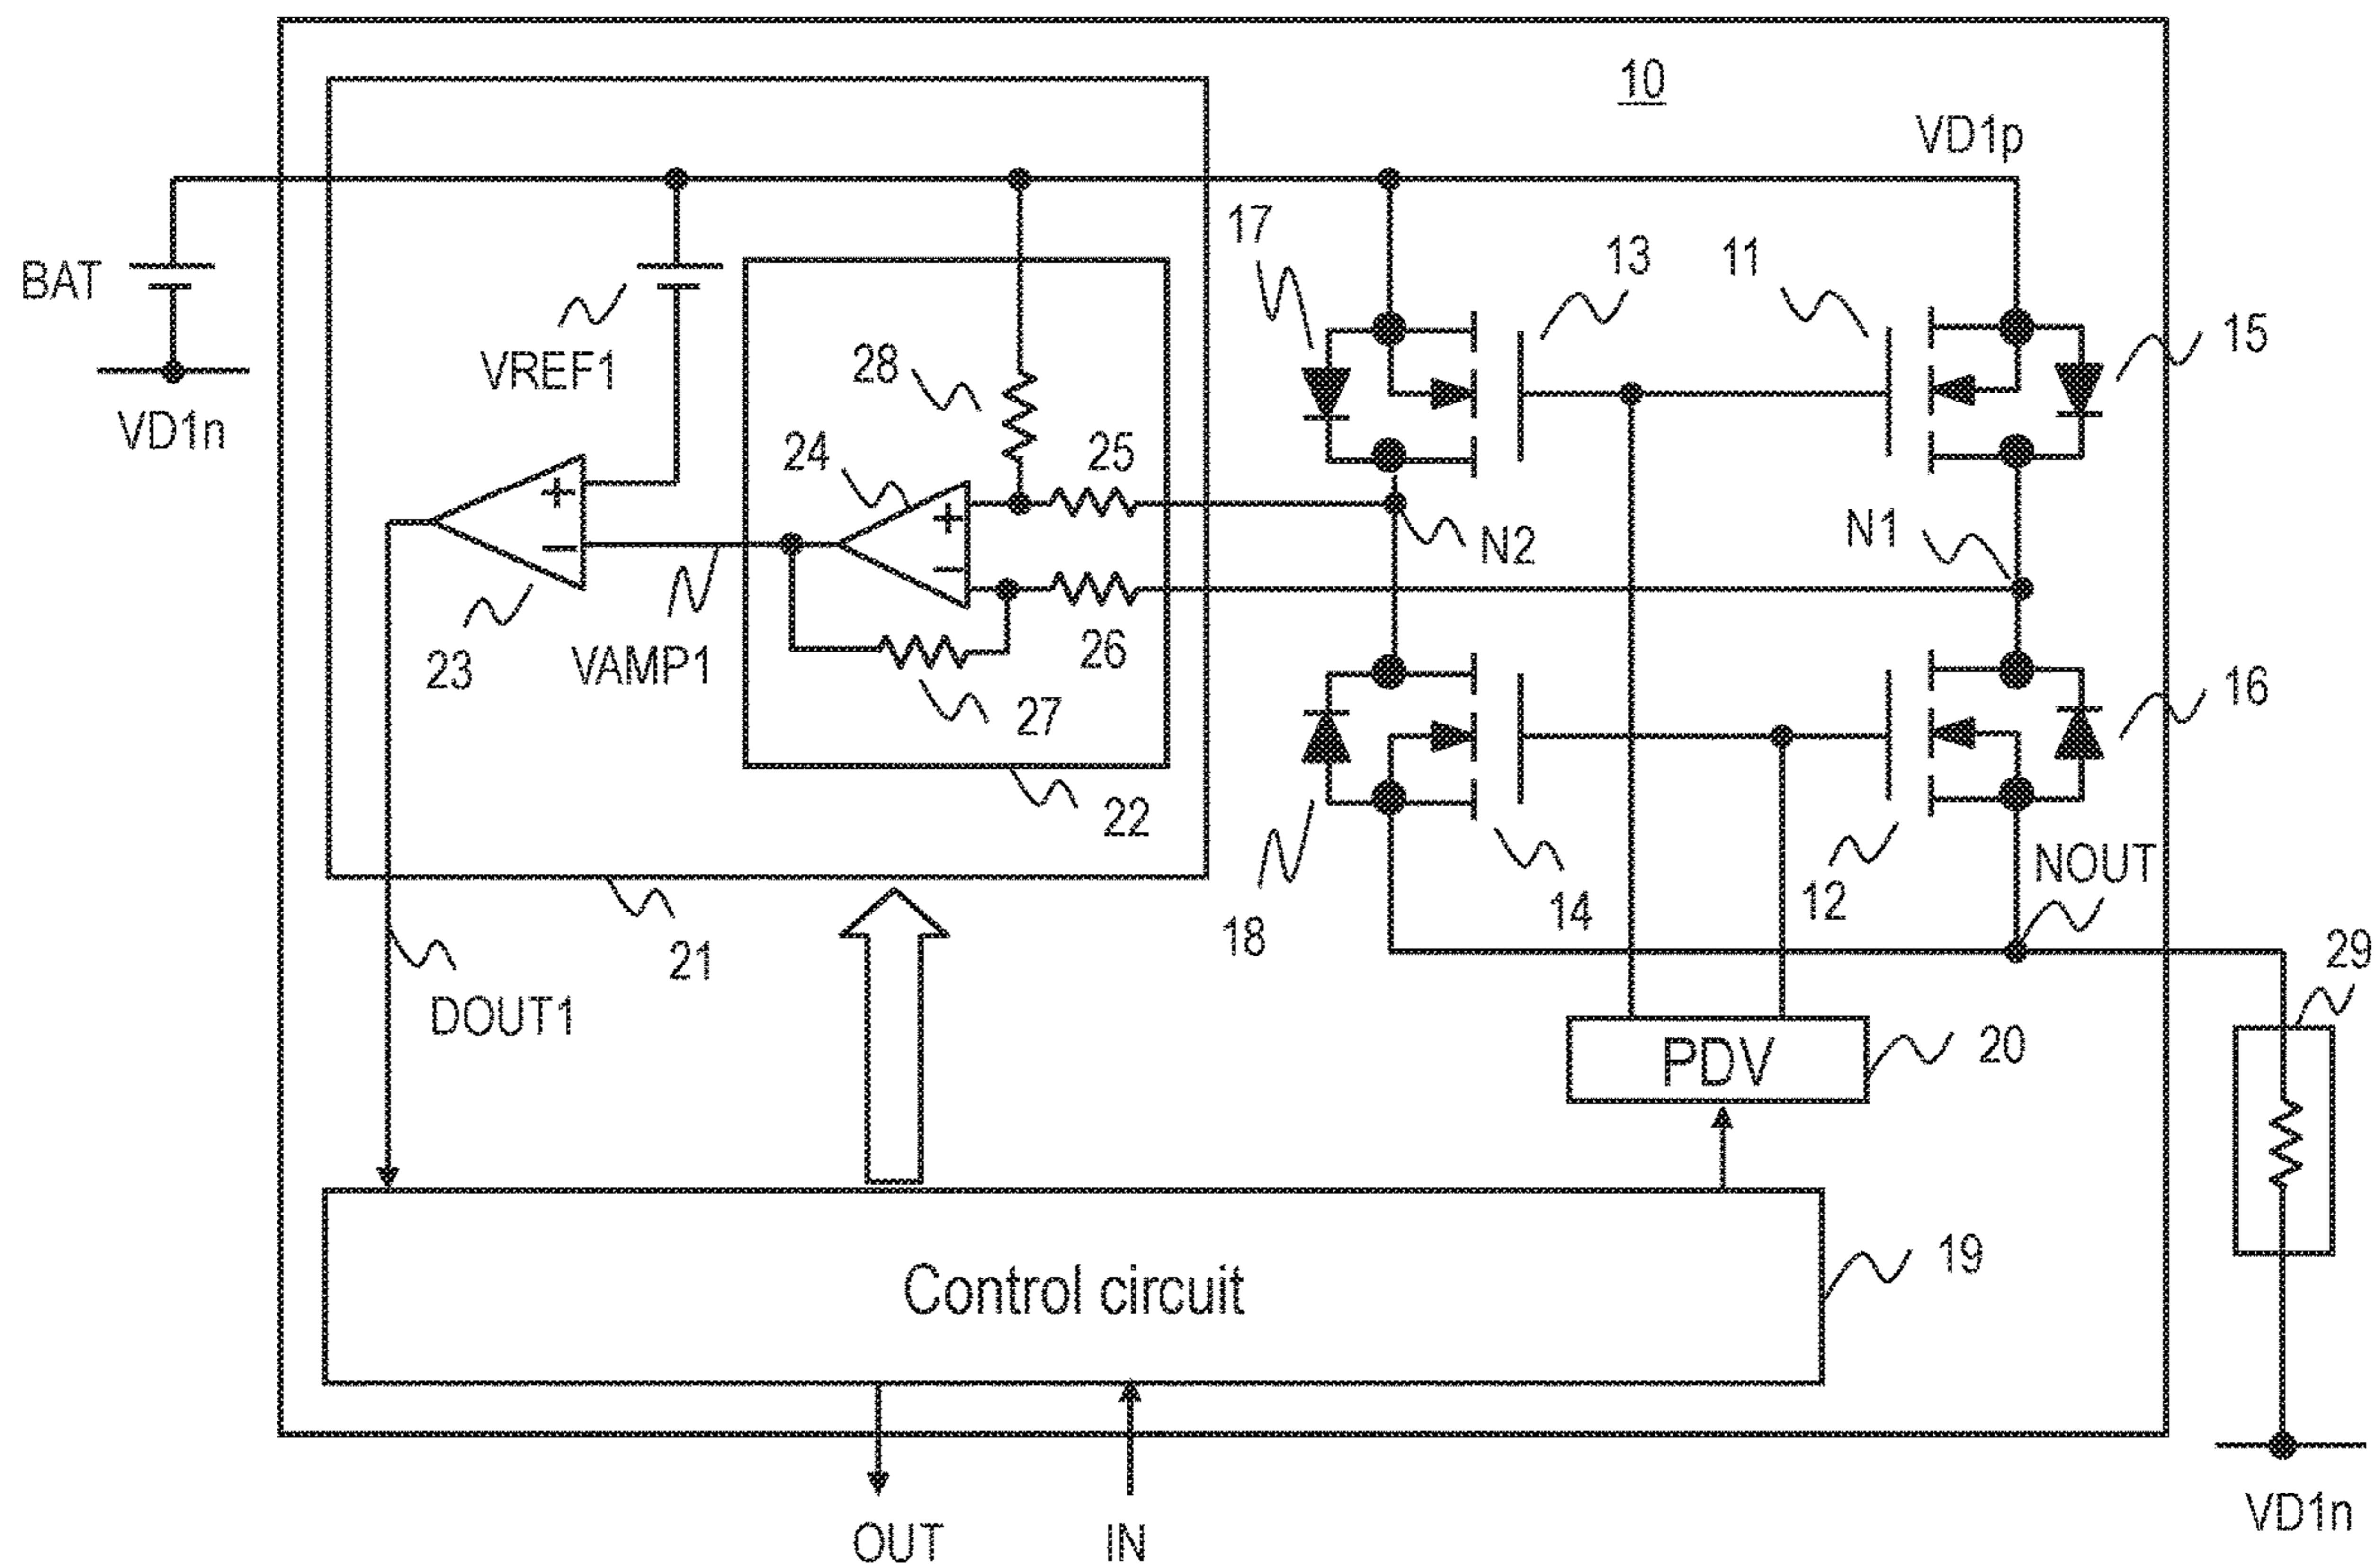 10
VD1p
17
13
11
15
BAT
VREF1
28
VD1n
24
25
N2
N1
23
VAMP1
26
27
16
22
18
14
12
NOUT
21
29
DOUT1
PDV
20
Control circuit
19
OUT
IN
VD1n